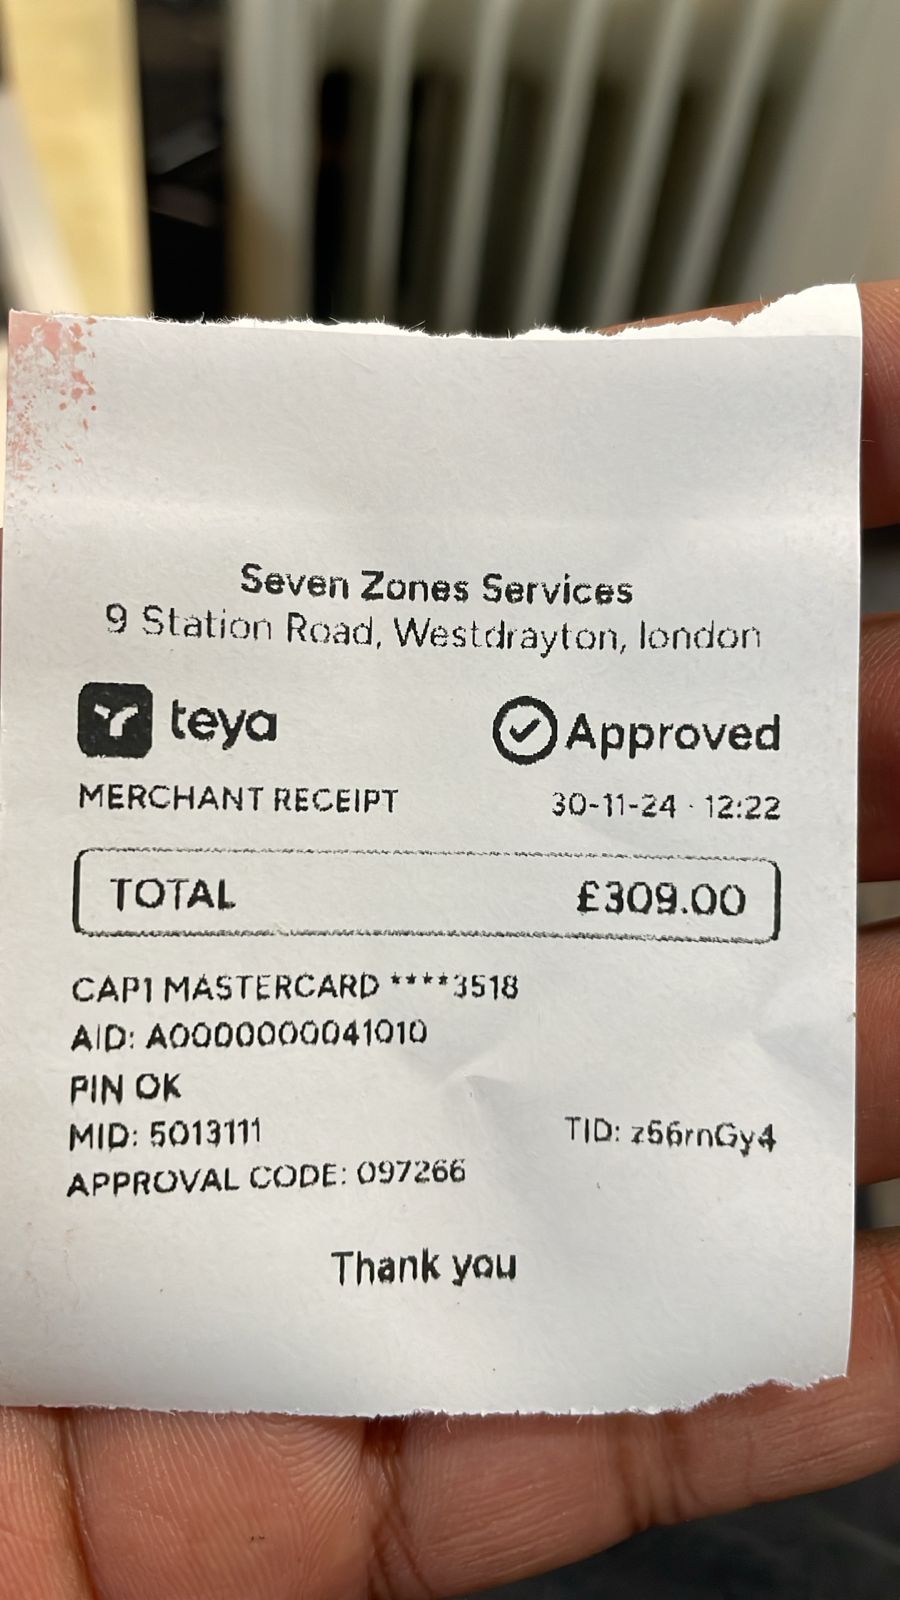 Seven Zones Services
9 Station Road, Westdrayton, london
teya Approved
MERCHANT RECEIPT 30-11-24 · 12:22
TOTAL £309.00
CAP1 MASTERCARD ****3518
AID: A0000000041010
PIN OK
MID: 5013111 TID: z56rnGy4
APPROVAL CODE: 097266
Thank you